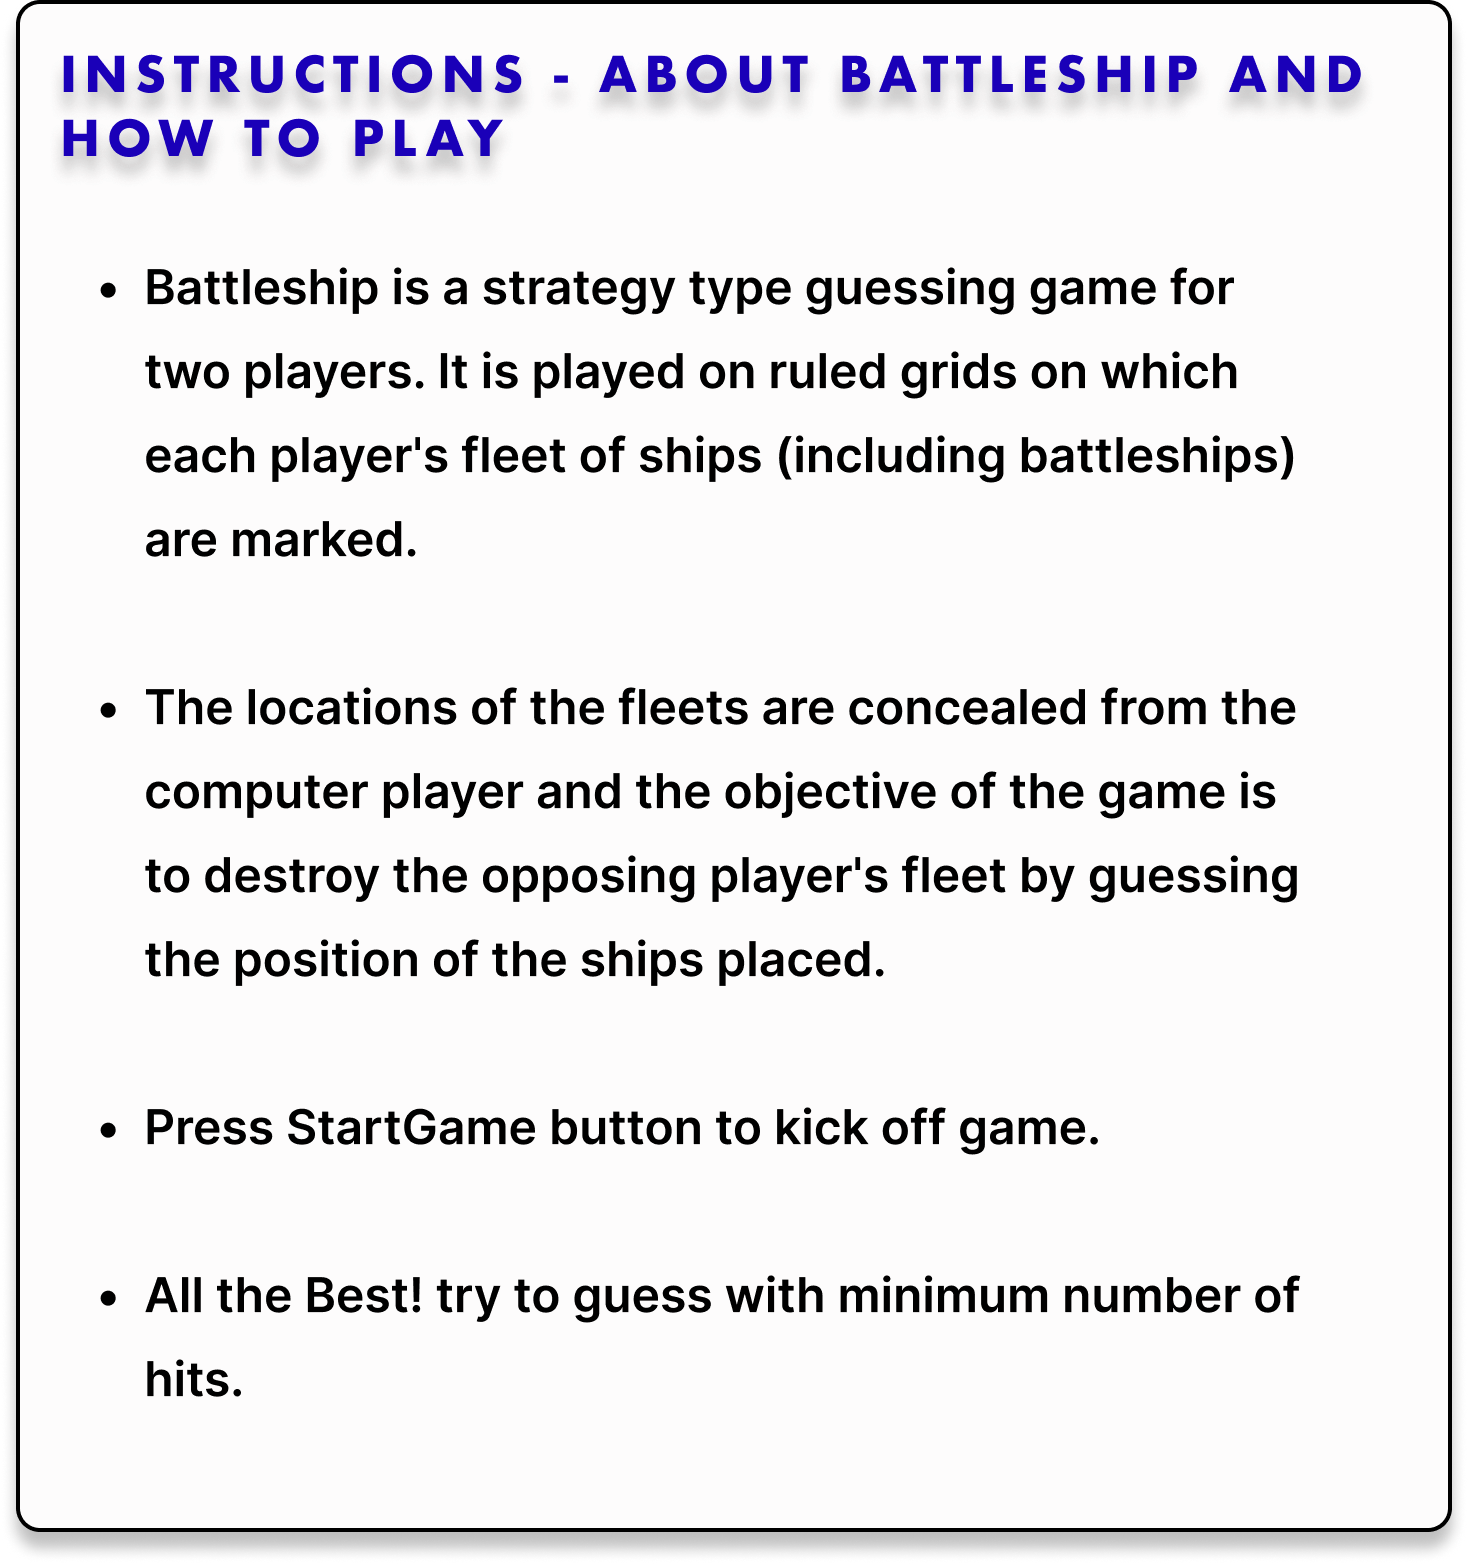 INSTRUCTIONS - ABOUT BATTLESHIP AND
HOW TO PLAY
• Battleship is a strategy type guessing game for
two players. It is played on ruled grids on which
each player's fleet of ships (including battleships)
are marked.
• The locations of the fleets are concealed from the
computer player and the objective of the game is
to destroy the opposing player's fleet by guessing
the position of the ships placed.
• Press StartGame button to kick off game.
• All the Best! try to guess with minimum number of
hits.